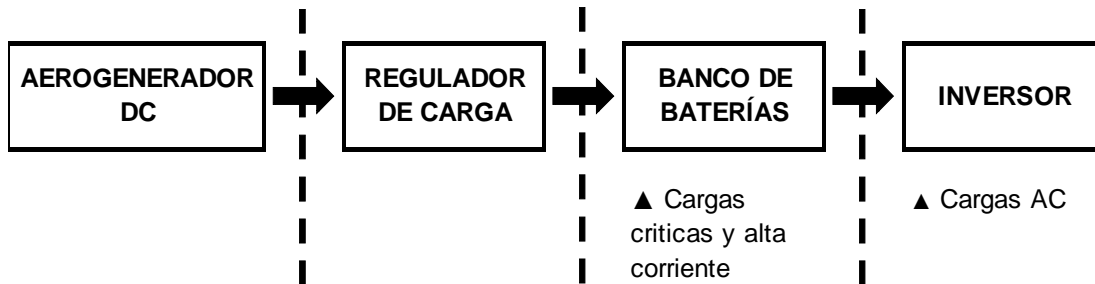 AEROGENERADOR
DC
REGULADOR
DE CARGA
BANCO DE
BATERÍAS
INVERSOR
▲ Cargas
criticas y alta
corriente
▲ Cargas AC